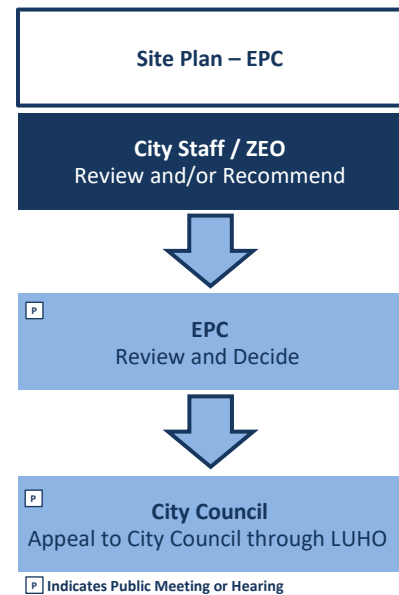 Site Plan – EPC
City Staff / ZEO
Review and/or Recommend
P
EPC
Review and Decide
P
City Council
Appeal to City Council through LUHO
P Indicates Public Meeting or Hearing